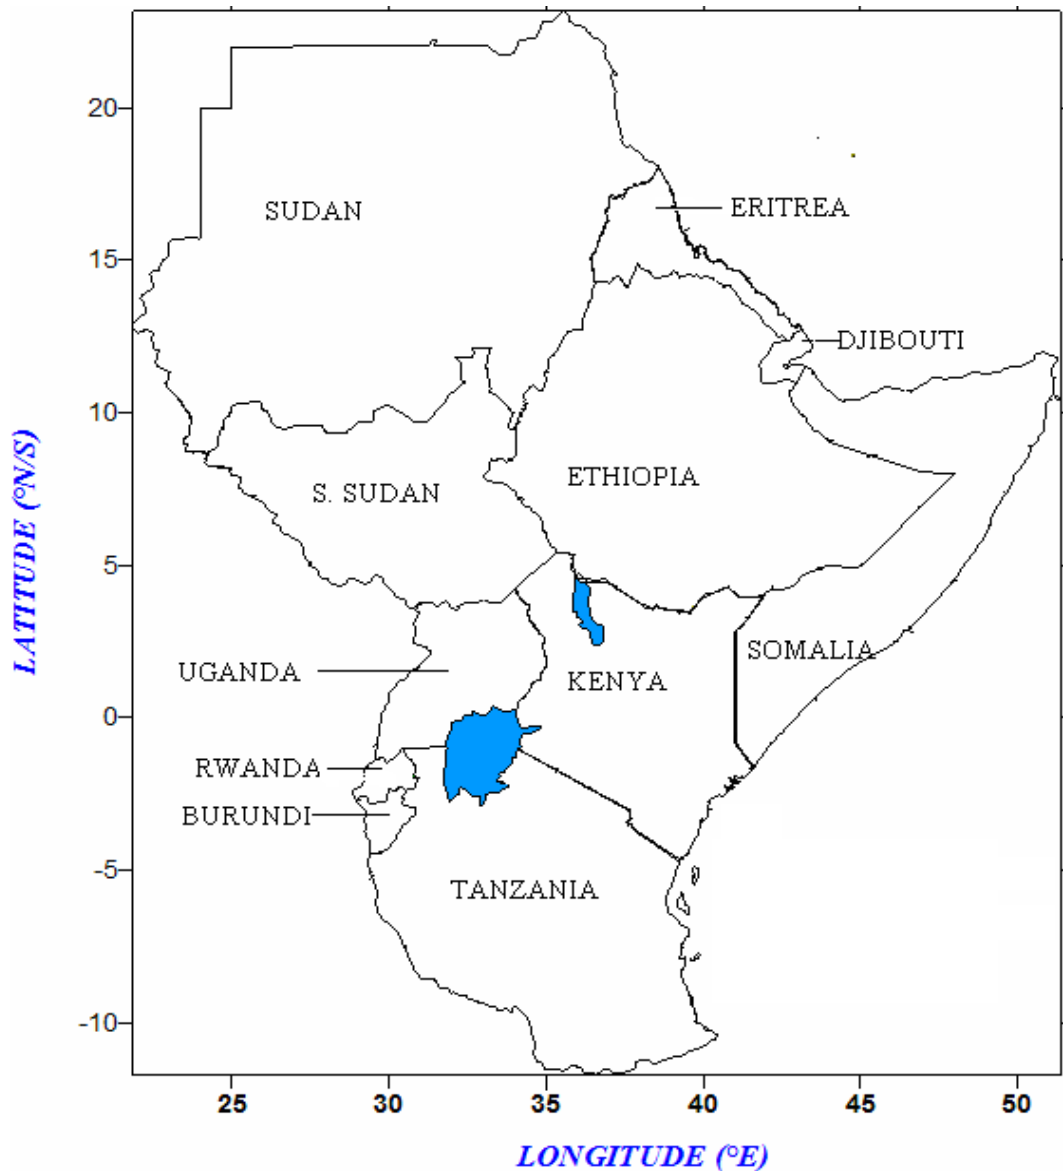 20
SUDAN
ERITREA
15
DJIBOUTI
10
ETHIOPIA
S. SUDAN
5
SOMALIA
UGANDA
KENYA
0
RWANDA
BURUNDI
-5
TANZANIA
-10
LATITUDE (°N/S)
25 30 35 40 45 50
LONGITUDE (°E)